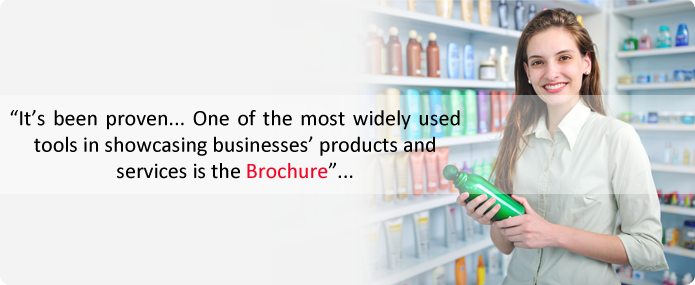 “It’s been proven... One of the most widely used
tools in showcasing businesses’ products and
services is the Brochure”...